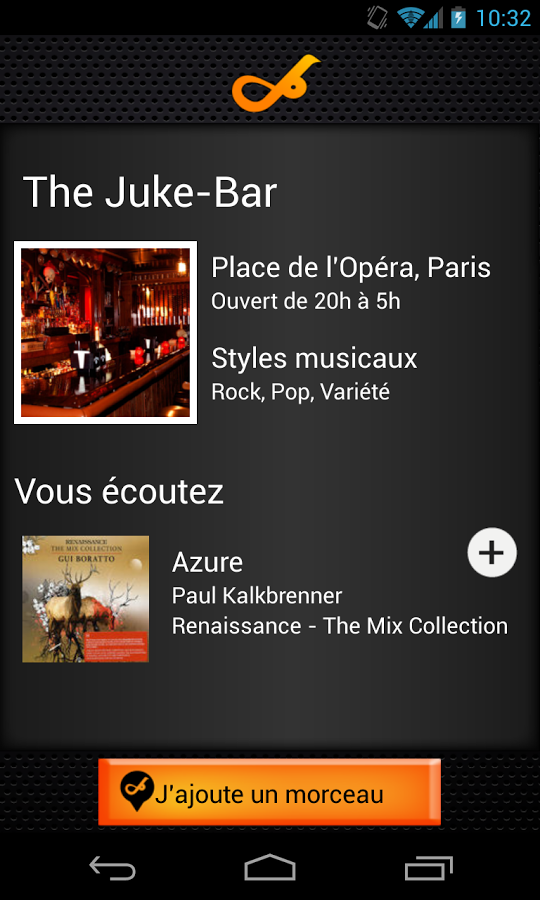 10:32
The Juke-Bar
Place de l'Opéra, Paris
Ouvert de 20h à 5h
Styles musicaux
Rock, Pop, Variété
Vous écoutez
RENAISSANCE
THE MIX COLLECTION
GUI BORATTO
Azure
Paul Kalkbrenner
Renaissance - The Mix Collection
J'ajoute un morceau